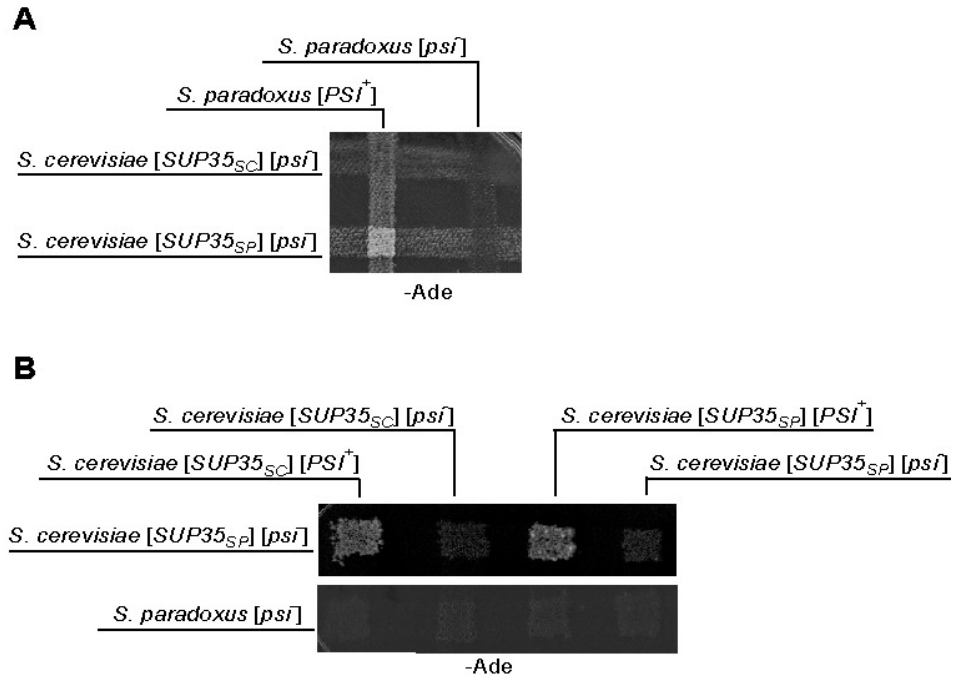 A
S. paradoxus [psi⁻]
S. paradoxus [PSI⁺]
S. cerevisiae [SUP35SC] [psi⁻]
S. cerevisiae [SUP35SP] [psi⁻]
-Ade
B
S. cerevisiae [SUP35SC] [psi⁻]
S. cerevisiae [SUP35SP] [PSI⁺]
S. cerevisiae [SUP35SC] [PSI⁺]
S. cerevisiae [SUP35SP] [psi⁻]
S. cerevisiae [SUP35SP] [psi⁻]
S. paradoxus [psi⁻]
-Ade